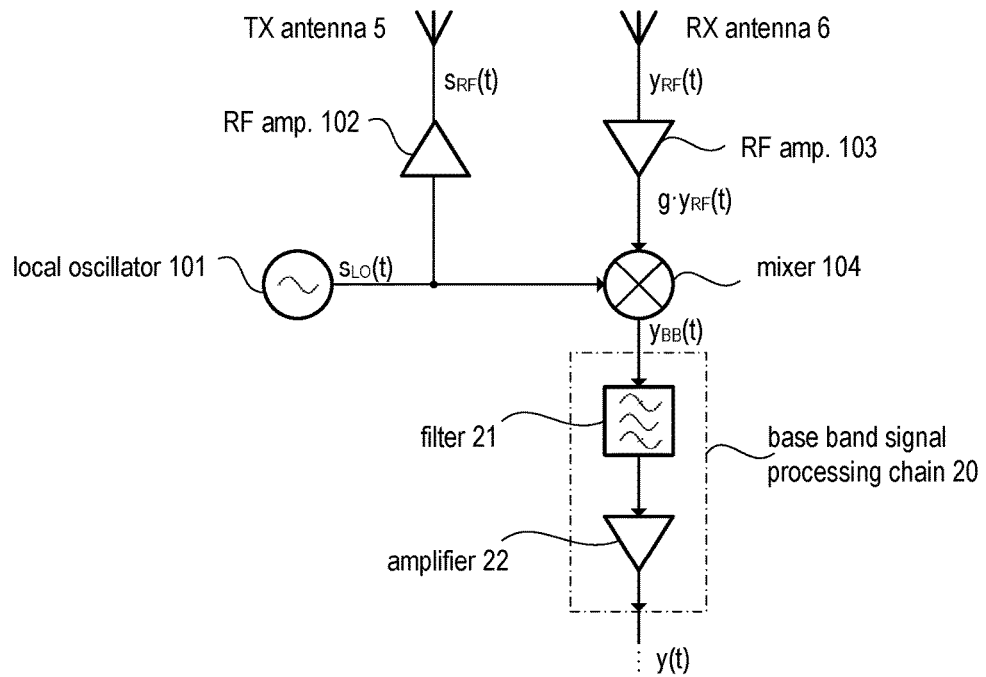 TX antenna 5
RX antenna 6
sRF(t)
yRF(t)
RF amp. 102
RF amp. 103
g·yRF(t)
local oscillator 101
sLO(t)
mixer 104
yBB(t)
filter 21
base band signal
processing chain 20
amplifier 22
y(t)